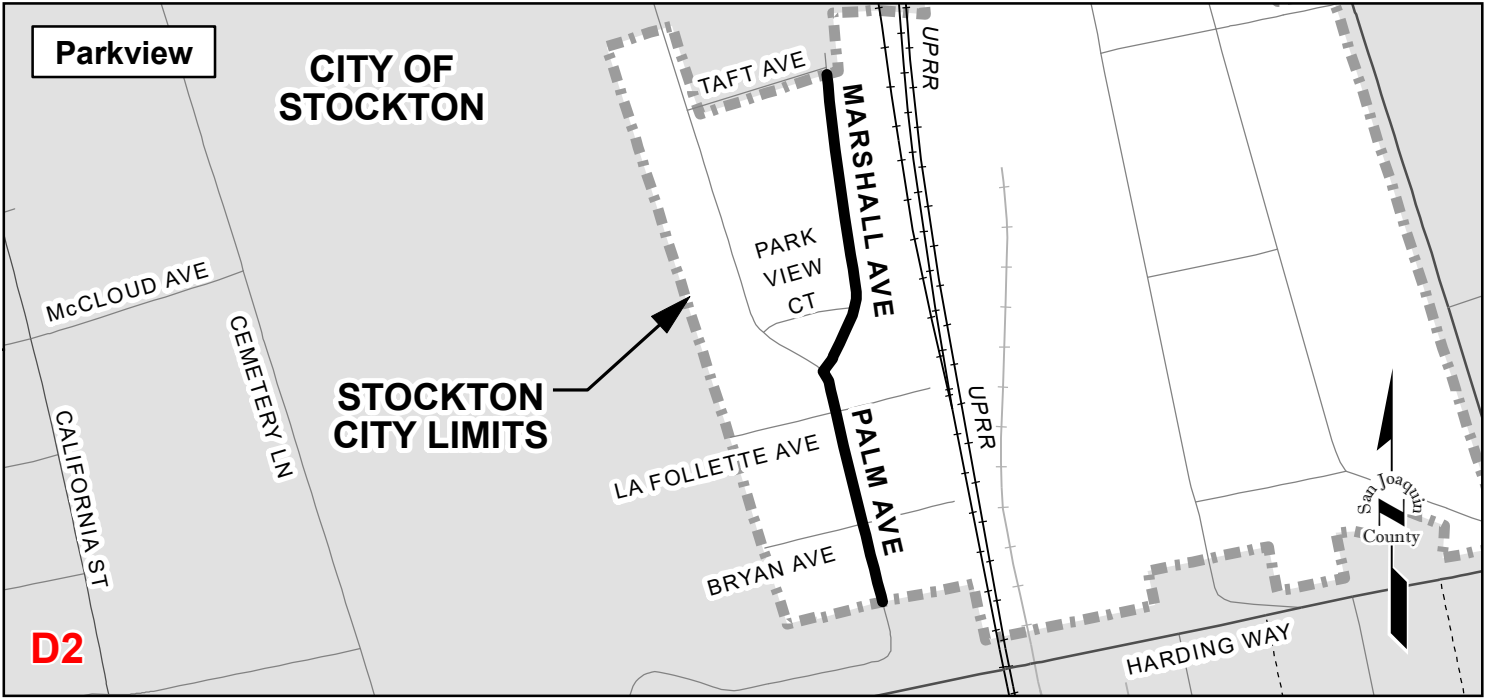 Parkview
CITY OF
STOCKTON
TAFT AVE
UPRR
MARSHALL AVE
PARK
VIEW
CT
McCLOUD AVE
CEMETERY LN
STOCKTON
CITY LIMITS
CALIFORNIA ST
UPRR
PALM AVE
LA FOLLETTE AVE
BRYAN AVE
San Joaquin
N
County
HARDING WAY
D2